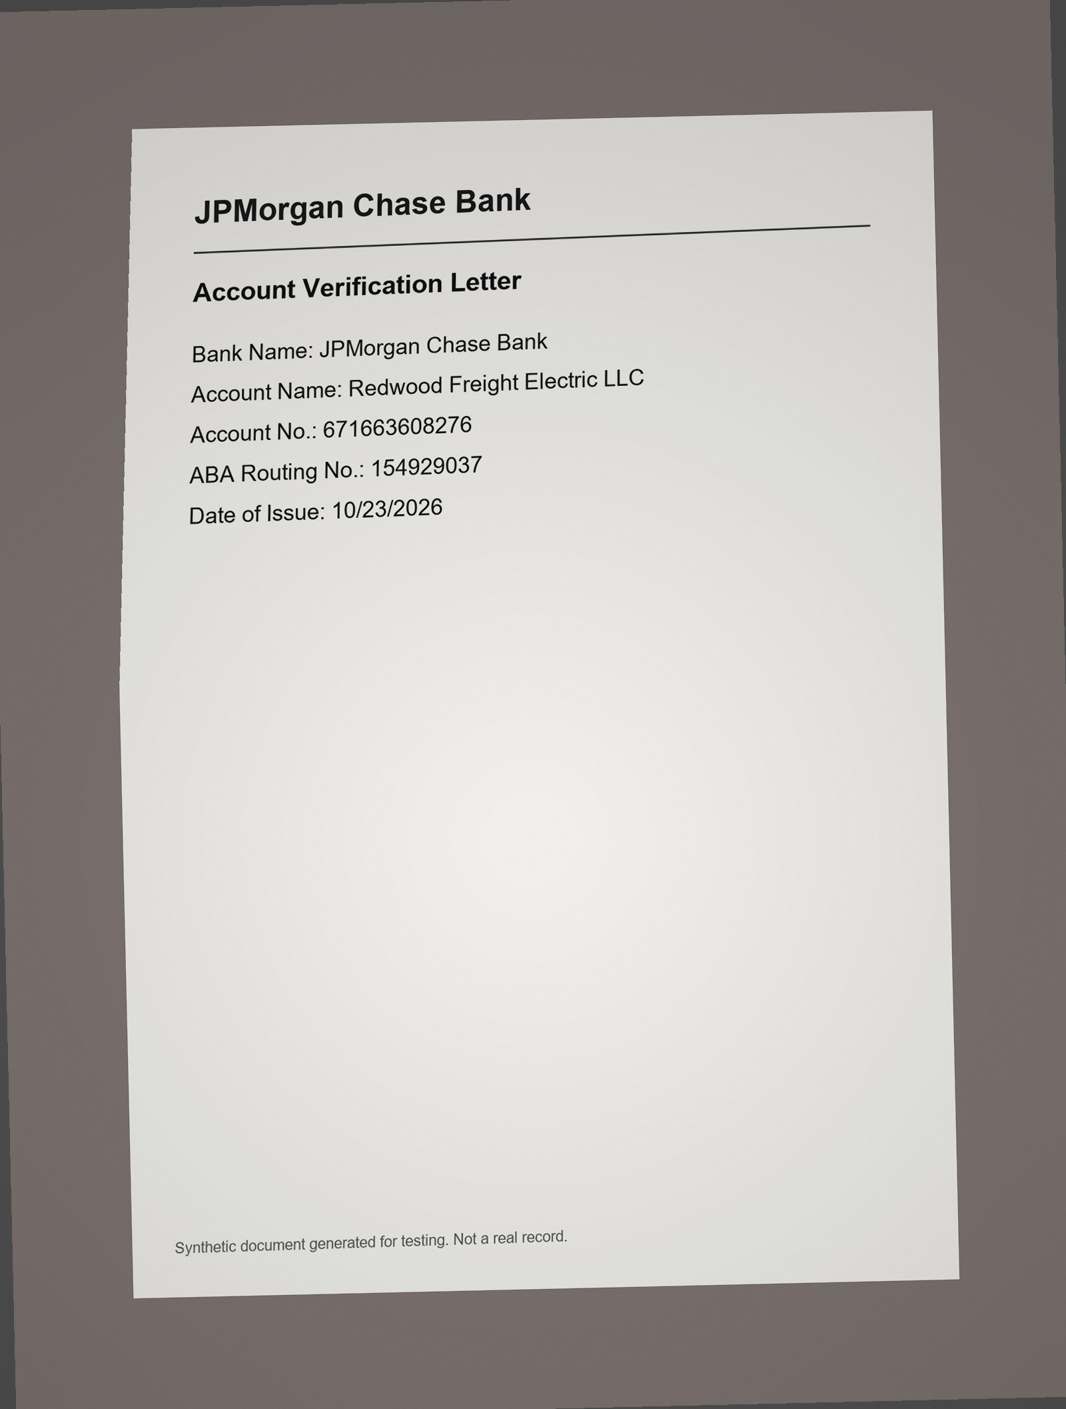 JPMorgan Chase Bank
Account Verification Letter
Bank Name: JPMorgan Chase Bank
Account Name: Redwood Freight Electric LLC
Account No.: 671663608276
ABA Routing No.: 154929037
Date of Issue: 10/23/2026
Synthetic document generated for testing. Not a real record.